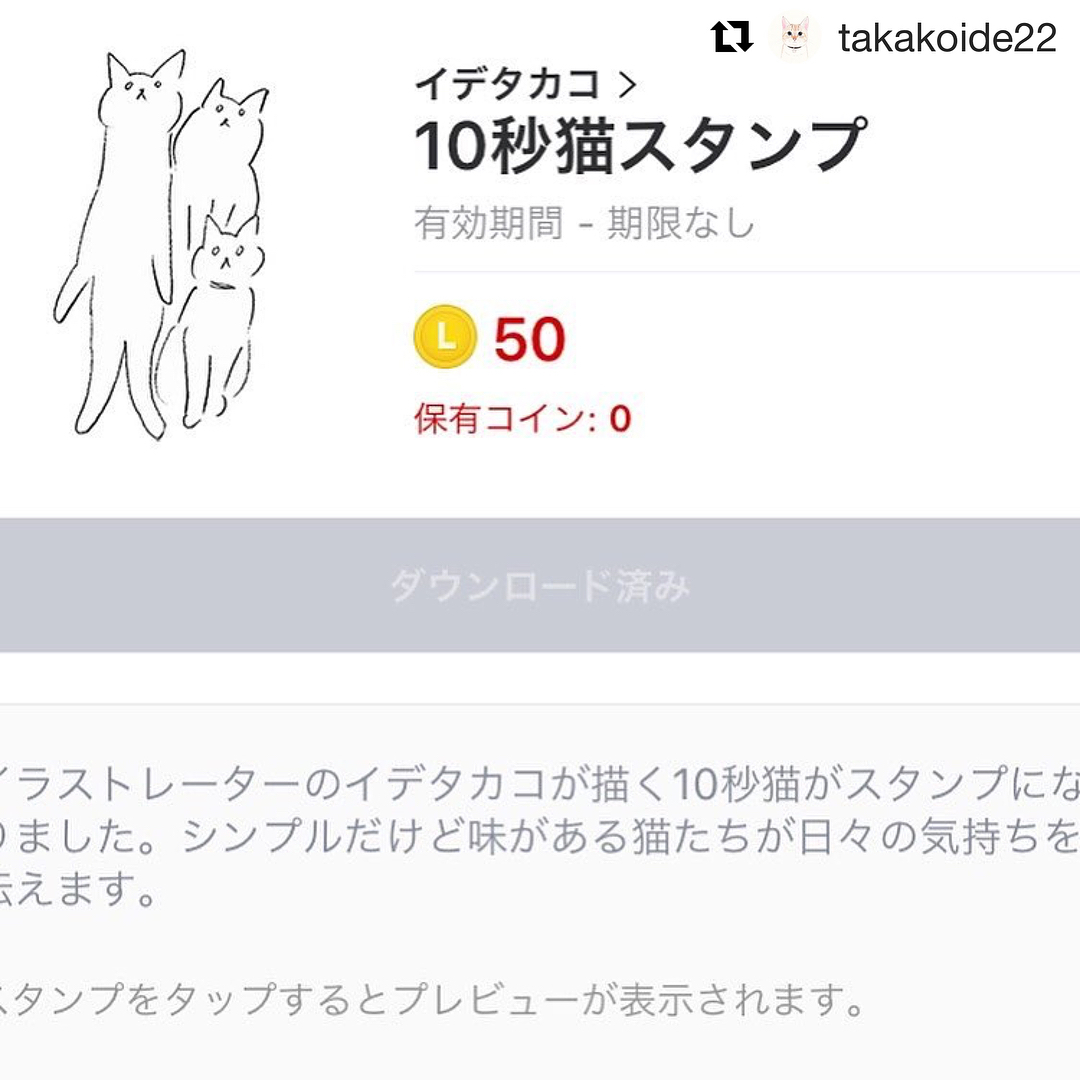 takakoide22
イデタカコ >
10秒猫スタンプ
有効期間 - 期限なし
L 50
保有コイン: 0
ダウンロード済み
イラストレーターのイデタカコが描く10秒猫がスタンプにな
りました。シンプルだけど味がある猫たちが日々の気持ちを
伝えます。
スタンプをタップするとプレビューが表示されます。